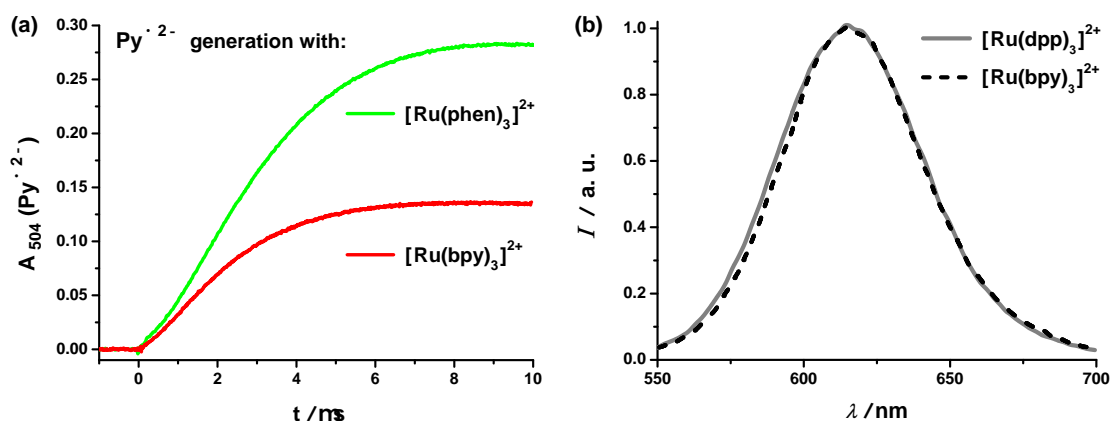 (a)
Py˙²⁻ generation with:
[Ru(phen)₃]²⁺
[Ru(bpy)₃]²⁺
A₅₀₄ (Py˙²⁻)
0.30
0.25
0.20
0.15
0.10
0.05
0.00
0 2 4 6 8 10
t /
(b)
[Ru(dpp)₃]²⁺
[Ru(bpy)₃]²⁺
I / a. u.
1.0
0.8
0.6
0.4
0.2
0.0
550 600 650 700
λ / nm